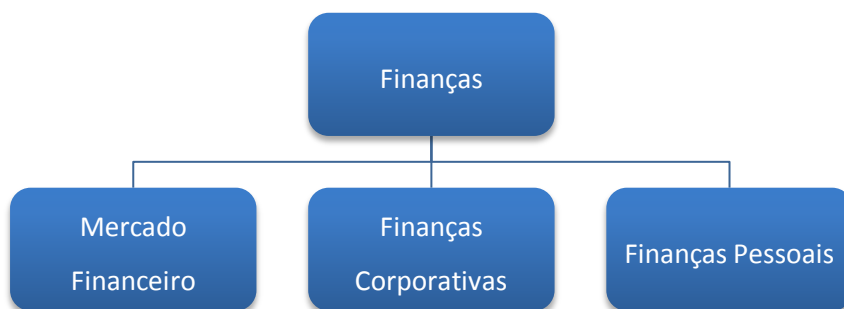 Finanças
Mercado
Financeiro
Finanças
Corporativas
Finanças Pessoais